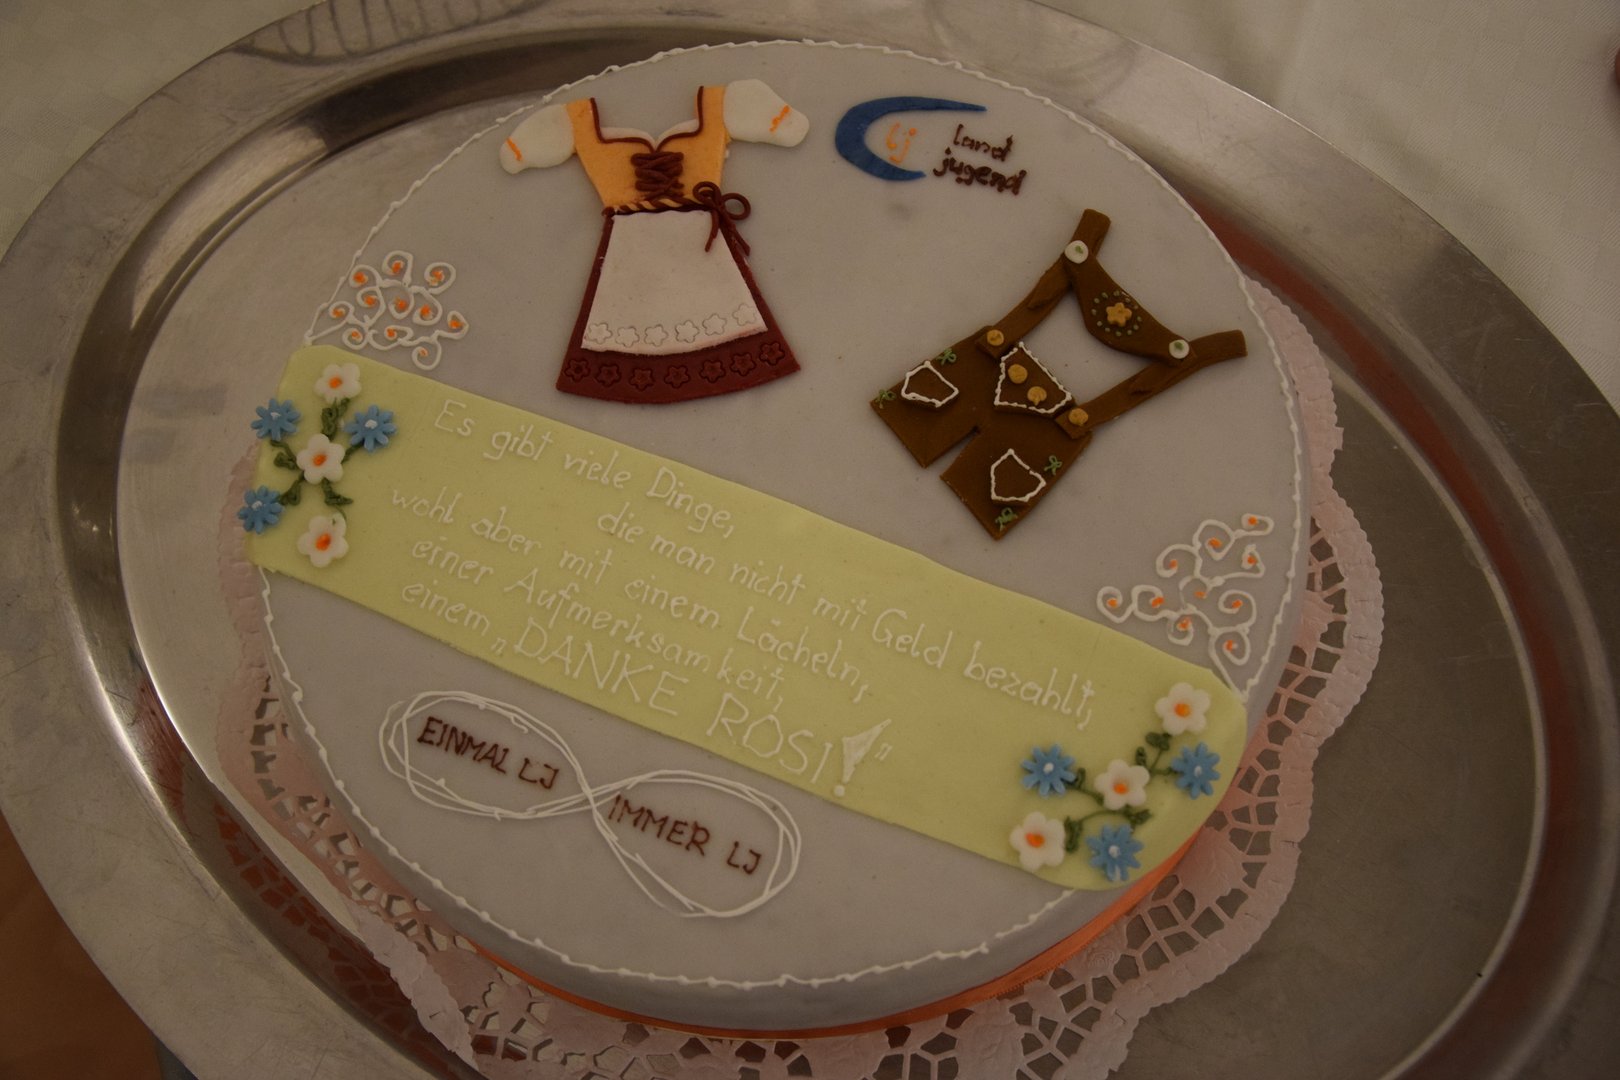 lj
land
jugend
Es gibt viele Dinge,
die man nicht mit Geld bezahlt,
wohl aber mit einem Lächeln,
einer Aufmerksamkeit,
einem „DANKE ROSI!"
EINMAL LJ
IMMER LJ